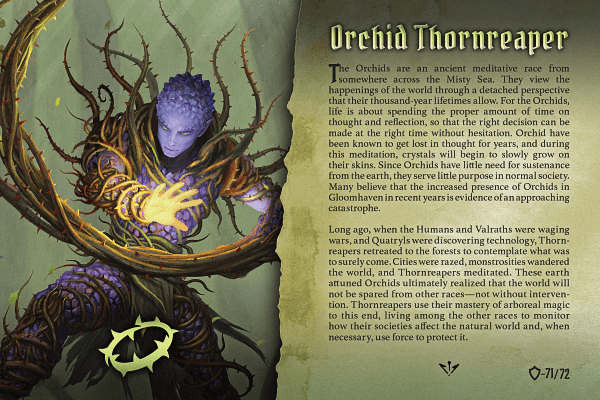 Orchid Thornreaper
The Orchids are an ancient meditative race from
somewhere across the Misty Sea. They view the
happenings of the world through a detached perspective
that their thousand-year lifetimes allow. For the Orchids,
life is about spending the proper amount of time on
thought and reflection, so that the right decision can be
made at the right time without hesitation. Orchid have
been known to get lost in thought for years, and during
this meditation, crystals will begin to slowly grow on
their skins. Since Orchids have little need for sustenance
from the earth, they serve little purpose in normal society.
Many believe that the increased presence of Orchids in
Gloomhaven in recent years is evidence of an approaching
catastrophe.
Long ago, when the Humans and Valraths were waging
wars, and Quatryls were discovering technology, Thorn-
reapers retreated to the forests to contemplate what was
to surely come. Cities were razed, monstrosities wandered
the world, and Thornreapers meditated. These earth
attuned Orchids ultimately realized that the world will
not be spared from other races—not without interven-
tion. Thornreapers use their mastery of arboreal magic
to this end, living among the other races to monitor
how their societies affect the natural world and, when
necessary, use force to protect it.
-71/72